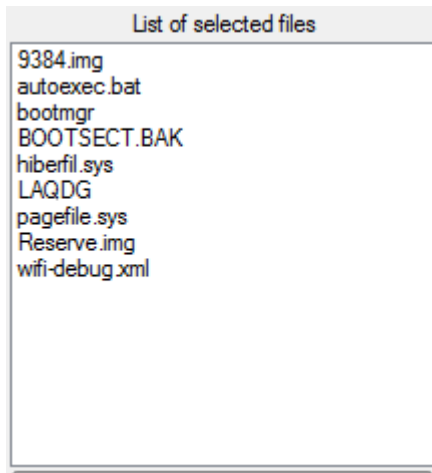 List of selected files
9384.img
autoexec.bat
bootmgr
BOOTSECT.BAK
hiberfil.sys
LAQDG
pagefile.sys
Reserve.img
wifi-debug.xml